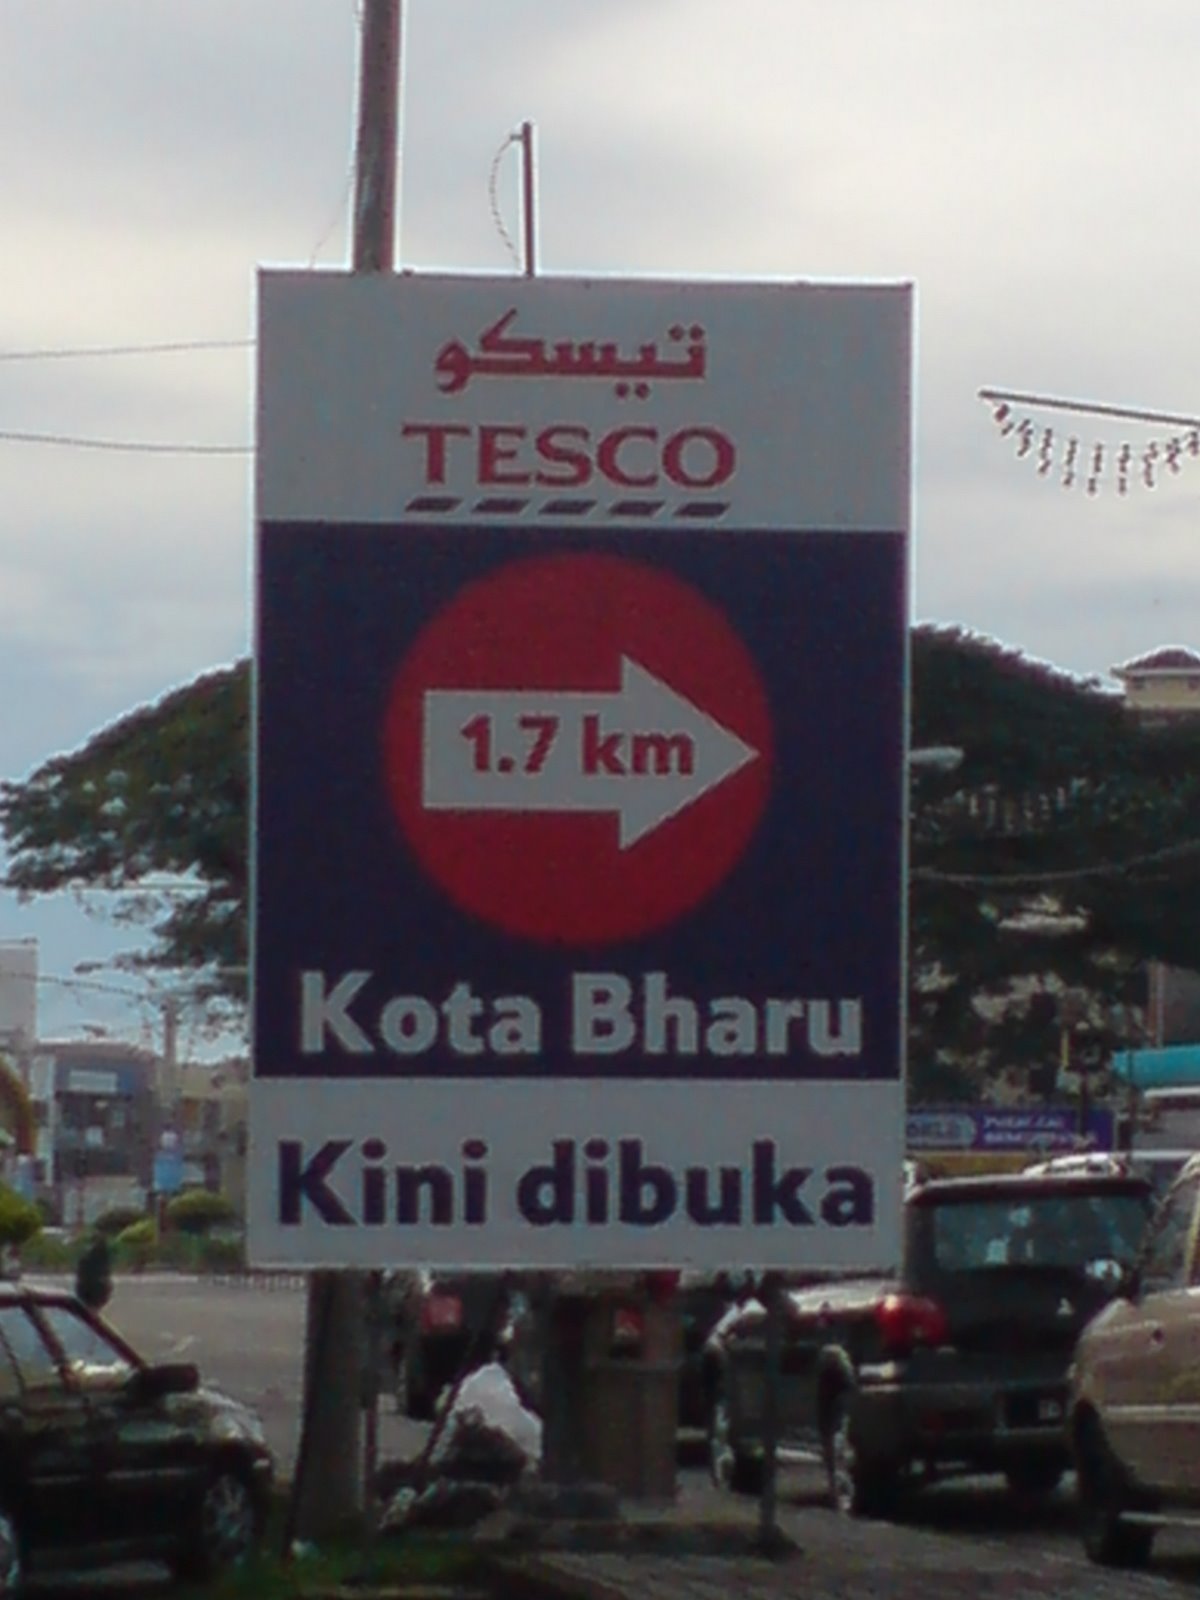 تيسكو
TESCO
1.7 km
Kota Bharu
Kini dibuka